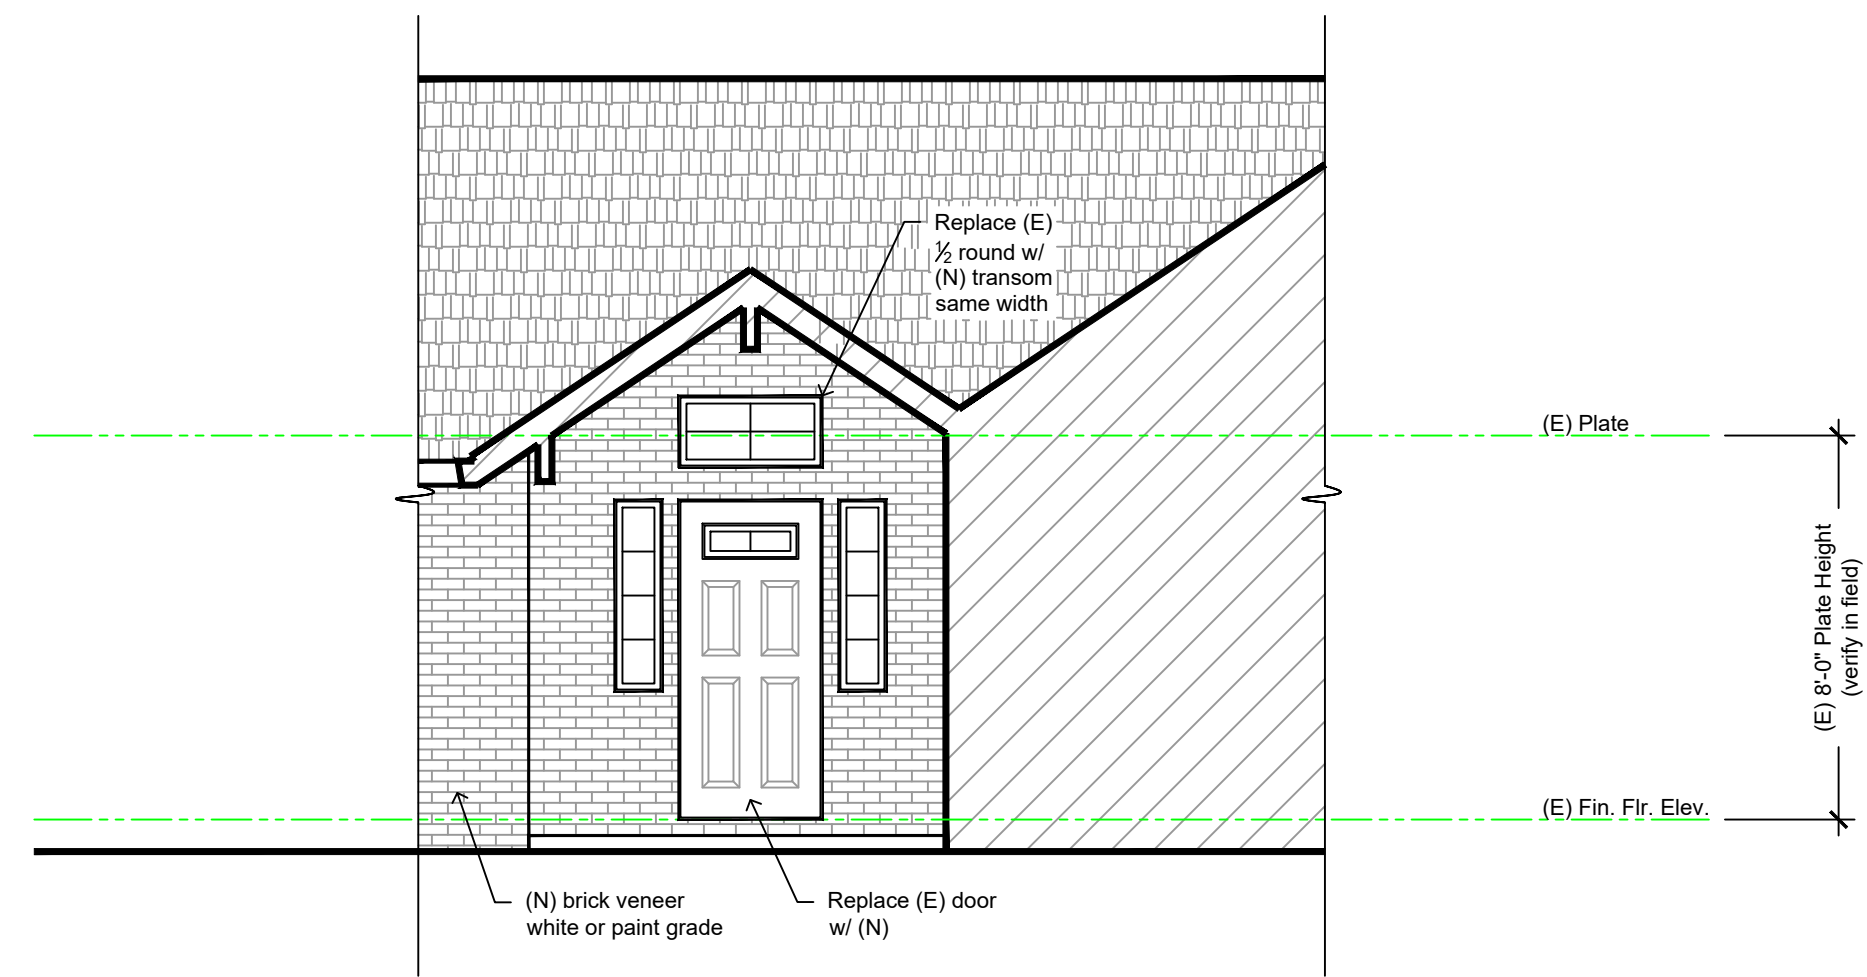 Replace (E)
½ round w/
(N) transom
same width
(E) Plate
(E) 8'-0" Plate Height
(verify in field)
(E) Fin. Flr. Elev.
(N) brick veneer
white or paint grade
Replace (E) door
w/ (N)